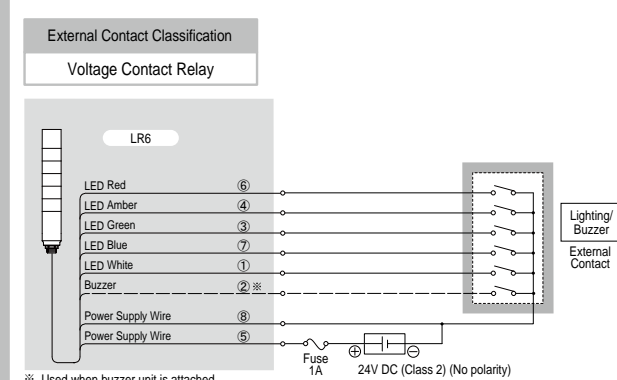 External Contact Classification
Voltage Contact Relay
LR6
LED Red ⑥
LED Amber ④
LED Green ③
LED Blue ⑦
LED White ①
Buzzer ② ※
Power Supply Wire ⑧
Power Supply Wire ⑤
Lighting/
Buzzer
External
Contact
Fuse
1A
⊕ ⊖
24V DC (Class 2) (No polarity)
※ Used when buzzer unit is attached